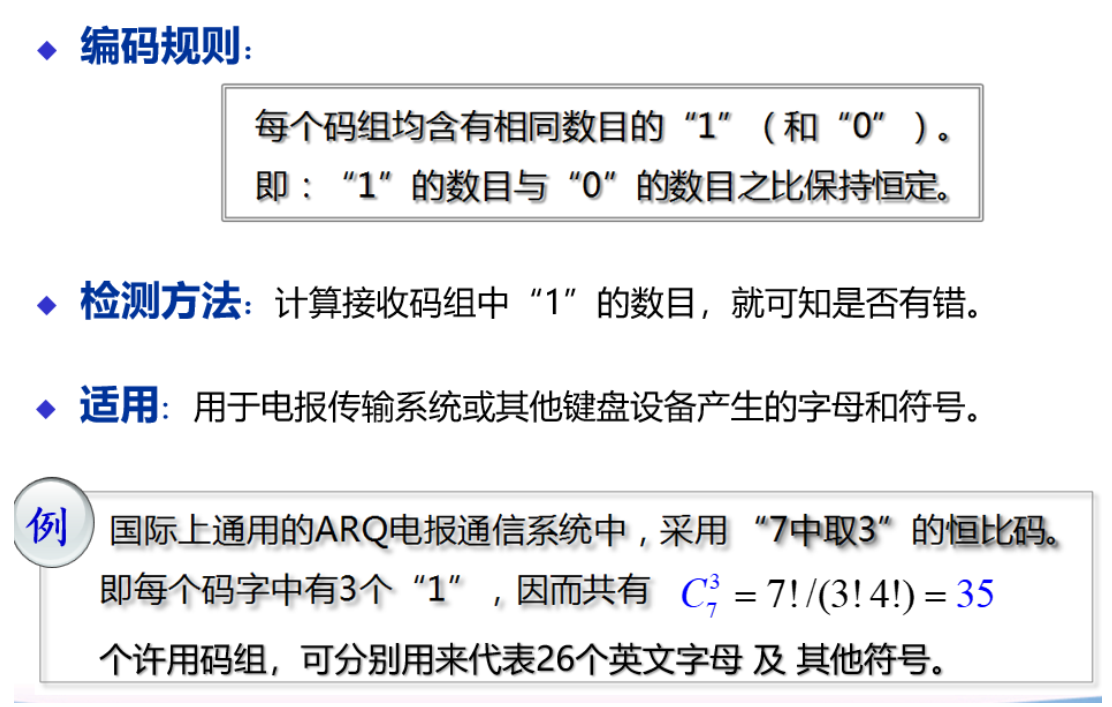 编码规则:
每个码组均含有相同数目的“1”(和“0”)。
即:“1”的数目与“0”的数目之比保持恒定。
检测方法:计算接收码组中“1”的数目,就可知是否有错。
适用:用于电报传输系统或其他键盘设备产生的字母和符号。
例
国际上通用的ARQ电报通信系统中,采用“7中取3”的恒比码。
即每个码字中有3个“1”,因而共有 C₇³ = 7!/(3!4!) = 35
个许用码组,可分别用来代表26个英文字母 及 其他符号。